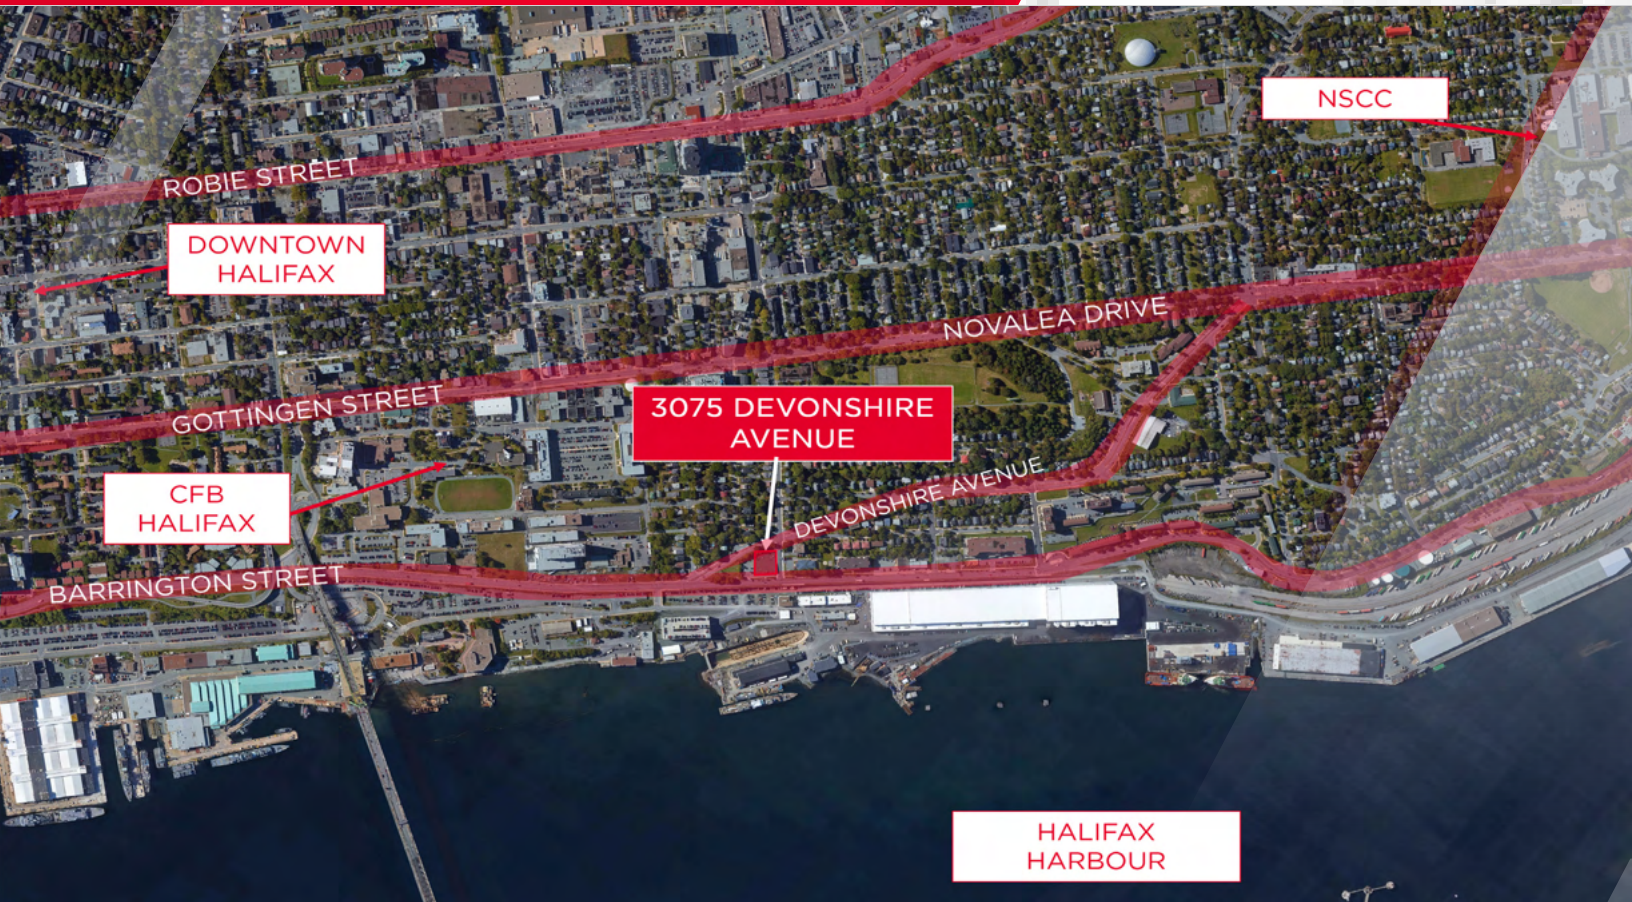 NSCC
ROBIE STREET
DOWNTOWN
HALIFAX
NOVALEA DRIVE
GOTTINGEN STREET
3075 DEVONSHIRE
AVENUE
DEVONSHIRE AVENUE
CFB
HALIFAX
BARRINGTON STREET
HALIFAX
HARBOUR